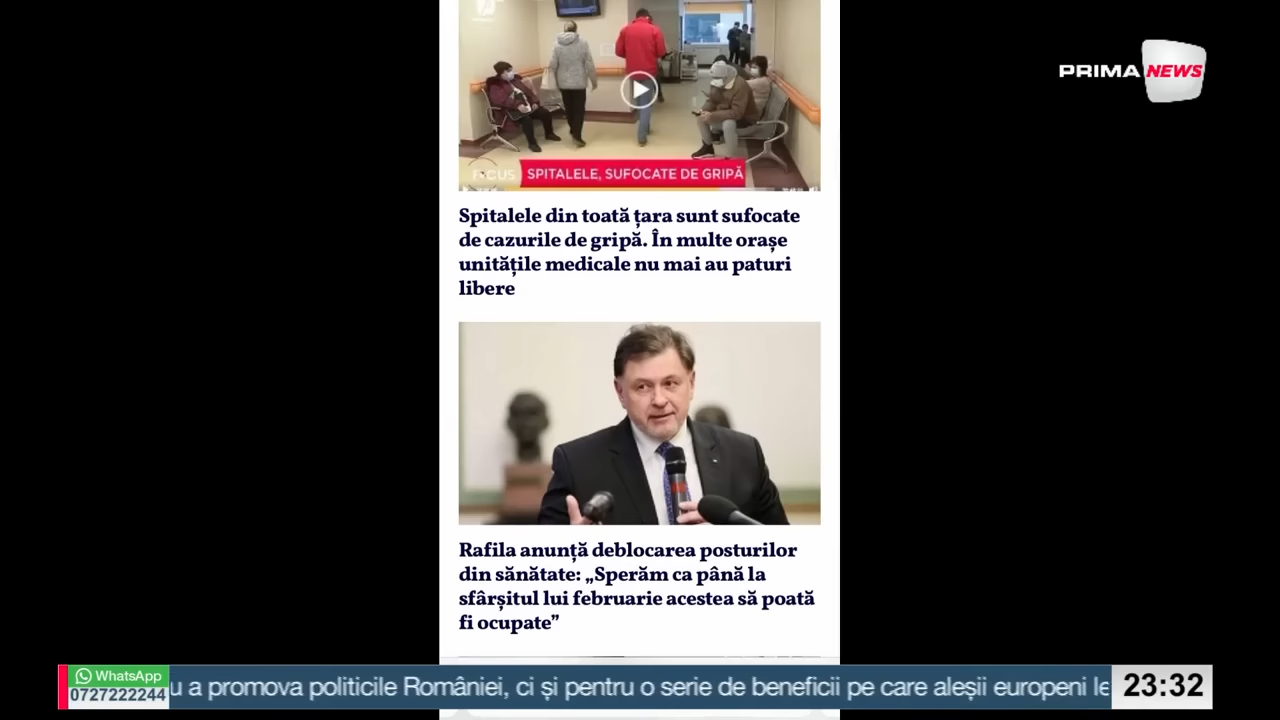 PRIMA NEWS
FOCUS
SPITALELE, SUFOCATE DE GRIPĂ
Spitalele din toată țara sunt sufocate
de cazurile de gripă. În multe orașe
unitățile medicale nu mai au paturi
libere
Rafila anunță deblocarea posturilor
din sănătate: „Sperăm ca până la
sfârșitul lui februarie acestea să poată
fi ocupate”
WhatsApp
0727222244
u a promova politicile României, ci și pentru o serie de beneficii pe care aleșii europeni le
23:32